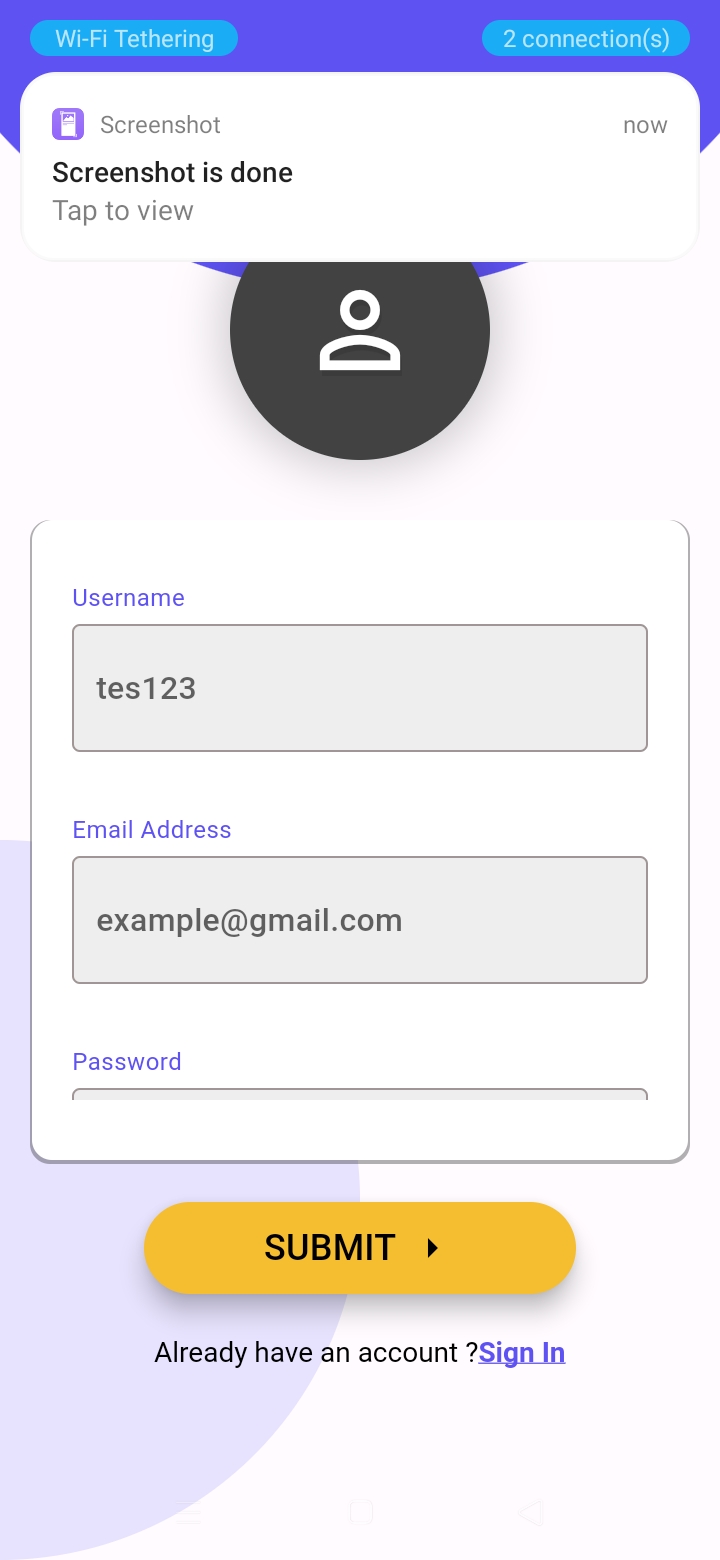 Wi-Fi Tethering 2 connection(s)
Screenshot now
Screenshot is done
Tap to view
Username
tes123
Email Address
example@gmail.com
Password
SUBMIT
Already have an account ?Sign In